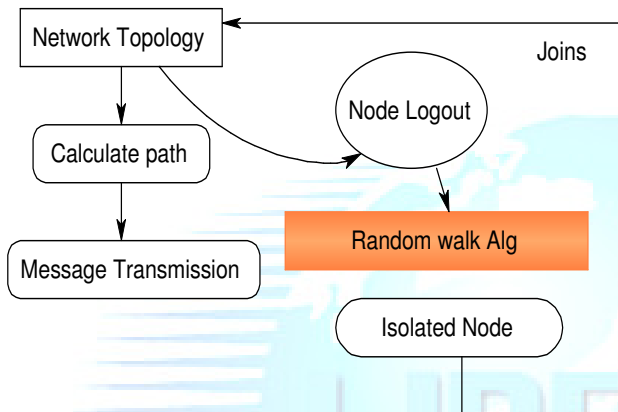 Network Topology
Joins
Node Logout
Calculate path
Random walk Alg
Message Transmission
Isolated Node